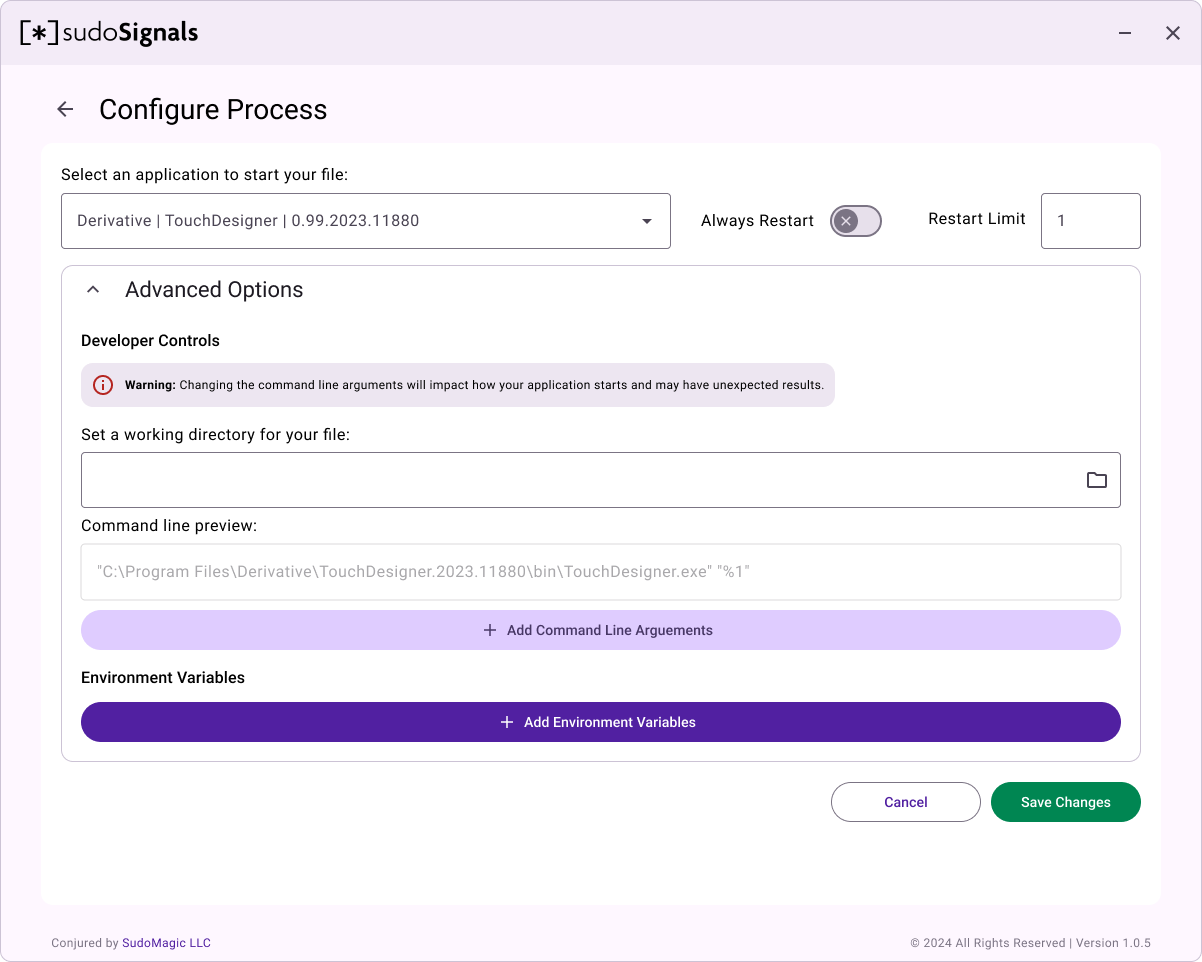 [*]sudoSignals
Configure Process
Select an application to start your file:
Derivative | TouchDesigner | 0.99.2023.11880
Always Restart
Restart Limit
1
Advanced Options
Developer Controls
Warning: Changing the command line arguments will impact how your application starts and may have unexpected results.
Set a working directory for your file:
Command line preview:
"C:\Program Files\Derivative\TouchDesigner.2023.11880\bin\TouchDesigner.exe" "%1"
Add Command Line Arguements
Environment Variables
Add Environment Variables
Cancel
Save Changes
Conjured by SudoMagic LLC
© 2024 All Rights Reserved | Version 1.0.5